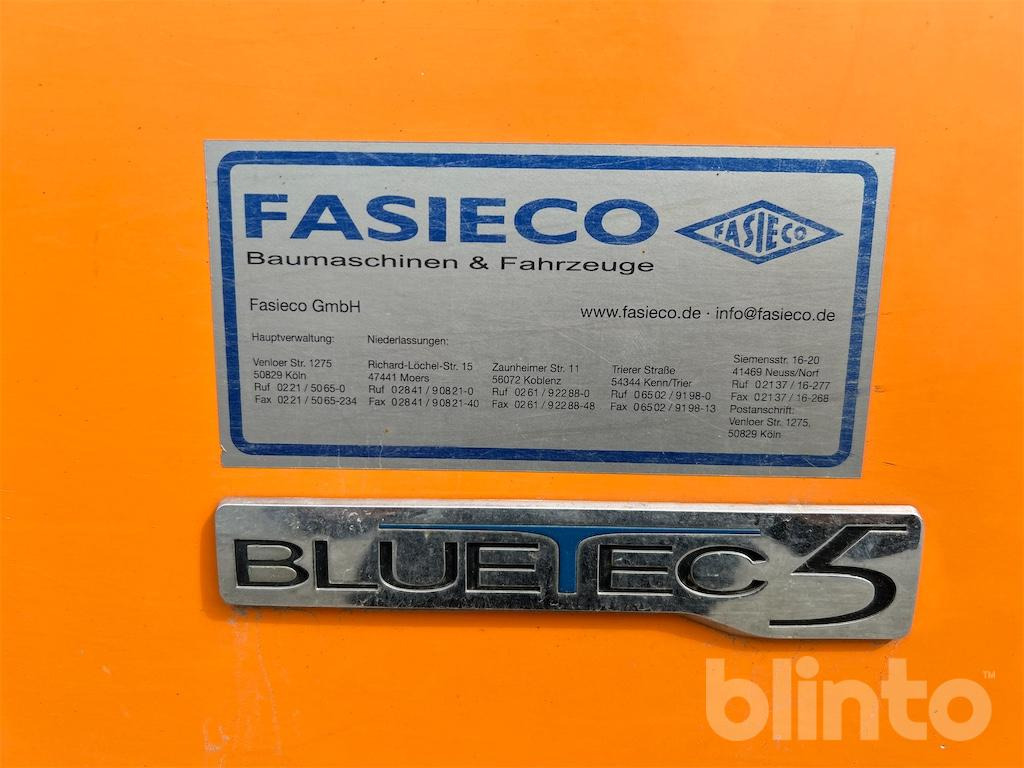 FASIECO
FASIECO
Baumaschinen & Fahrzeuge
Fasieco GmbH
www.fasieco.de · info@fasieco.de
Hauptverwaltung:
Venloer Str. 1275
50829 Köln
Ruf 0221 / 5065-0
Fax 0221 / 5065-234
Niederlassungen:
Richard-Löchel-Str. 15
47441 Moers
Ruf 02841 / 90821-0
Fax 02841 / 90821-40
Zaunheimer Str. 11
56072 Koblenz
Ruf 0261 / 92288-0
Fax 0261 / 92288-48
Trierer Straße
54344 Kenn/Trier
Ruf 06502 / 9198-0
Fax 06502 / 9198-13
Siemensstr. 16-20
41469 Neuss/Norf
Ruf 02137 / 16-277
Fax 02137 / 16-268
Postanschrift:
Venloer Str. 1275,
50829 Köln
BLUETEC 5
blinto™